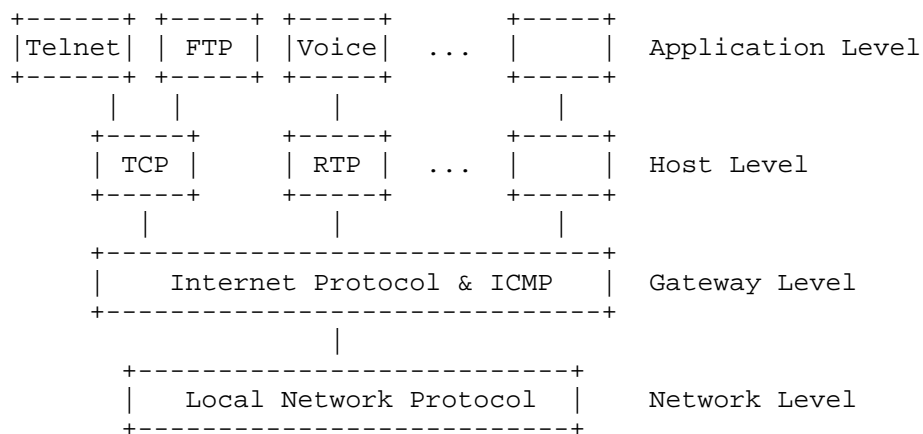 Telnet FTP Voice ... Application Level
TCP RTP ... Host Level
Internet Protocol & ICMP Gateway Level
Local Network Protocol Network Level